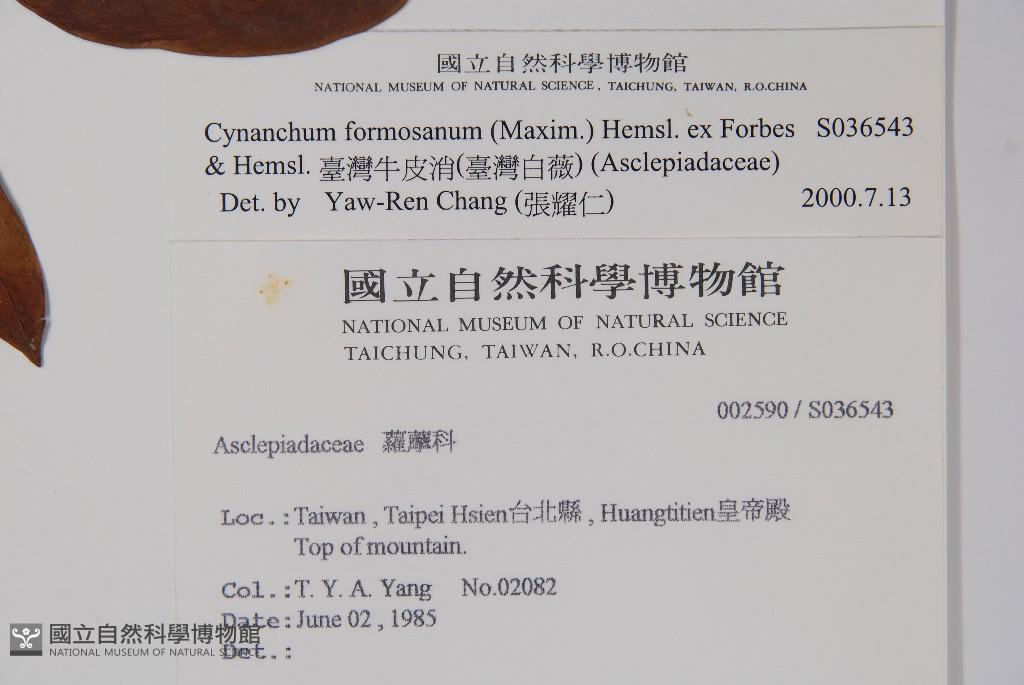 國立自然科學博物館
NATIONAL MUSEUM OF NATURAL SCIENCE, TAICHUNG, TAIWAN, R.O.CHINA
Cynanchum formosanum (Maxim.) Hemsl. ex Forbes S036543
& Hemsl. 臺灣牛皮消(臺灣白薇) (Asclepiadaceae)
Det. by Yaw-Ren Chang (張耀仁) 2000.7.13
國立自然科學博物館
NATIONAL MUSEUM OF NATURAL SCIENCE
TAICHUNG, TAIWAN, R.O.CHINA
002590 / S036543
Asclepiadaceae 蘿藦科
Loc.:Taiwan , Taipei Hsien台北縣 , Huangtitien皇帝殿
Top of mountain.
Col.:T. Y. A. Yang No.02082
Date:June 02 , 1985
Det.:
國立自然科學博物館
NATIONAL MUSEUM OF NATURAL SCIENCE